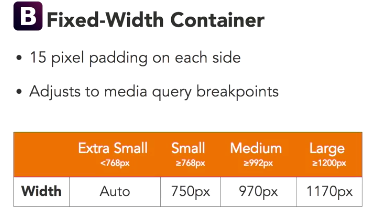 B Fixed-Width Container
• 15 pixel padding on each side
• Adjusts to media query breakpoints
Extra Small Small Medium Large
<768px ≥768px ≥992px ≥1200px
Width Auto 750px 970px 1170px